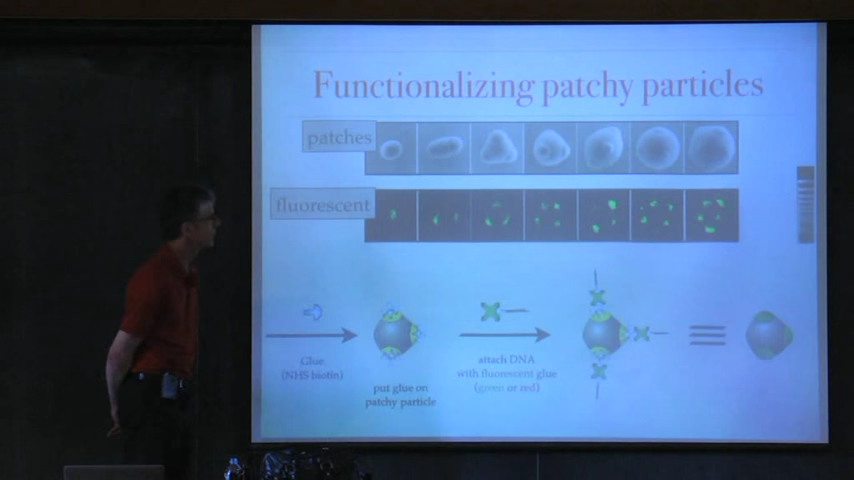 Functionalizing patchy particles
patches
fluorescent
Glue.
(NHS biotin)
put glue on
patchy particle
attach DNA
with fluorescent glue
(green or red)